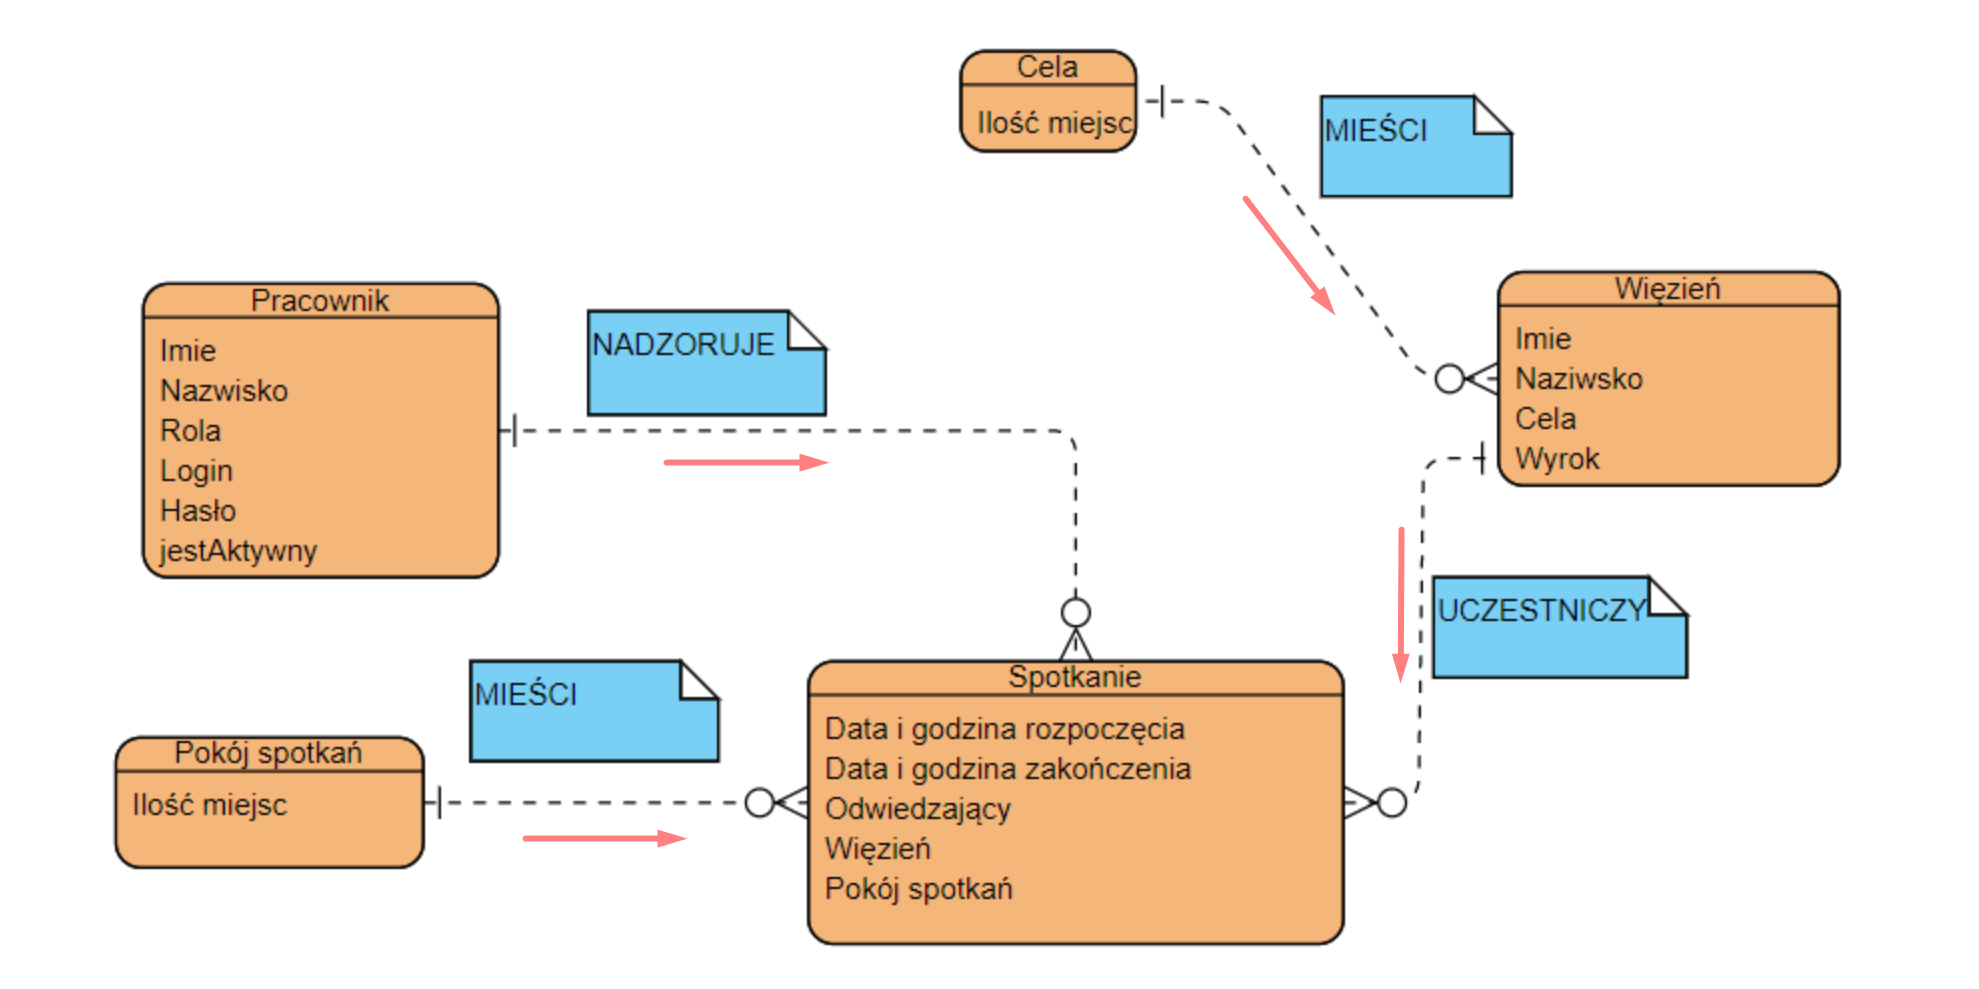 Cela
Ilość miejsc
MIEŚCI
Więzień
Imie
Naziwsko
Cela
Wyrok
Pracownik
Imie
Nazwisko
Rola
Login
Hasło
jestAktywny
NADZORUJE
UCZESTNICZY
MIEŚCI
Pokój spotkań
Ilość miejsc
Spotkanie
Data i godzina rozpoczęcia
Data i godzina zakończenia
Odwiedzający
Więzień
Pokój spotkań